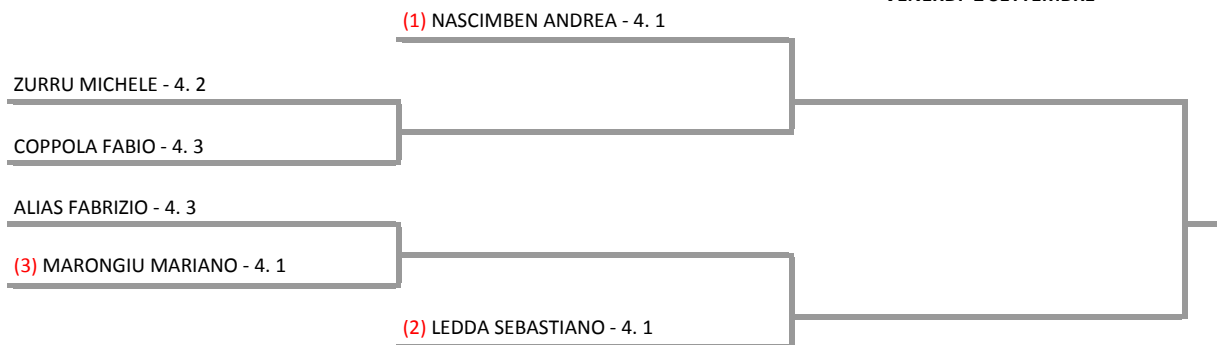 (1) NASCIMBEN ANDREA - 4. 1
ZURRU MICHELE - 4. 2
COPPOLA FABIO - 4. 3
ALIAS FABRIZIO - 4. 3
(3) MARONGIU MARIANO - 4. 1
(2) LEDDA SEBASTIANO - 4. 1